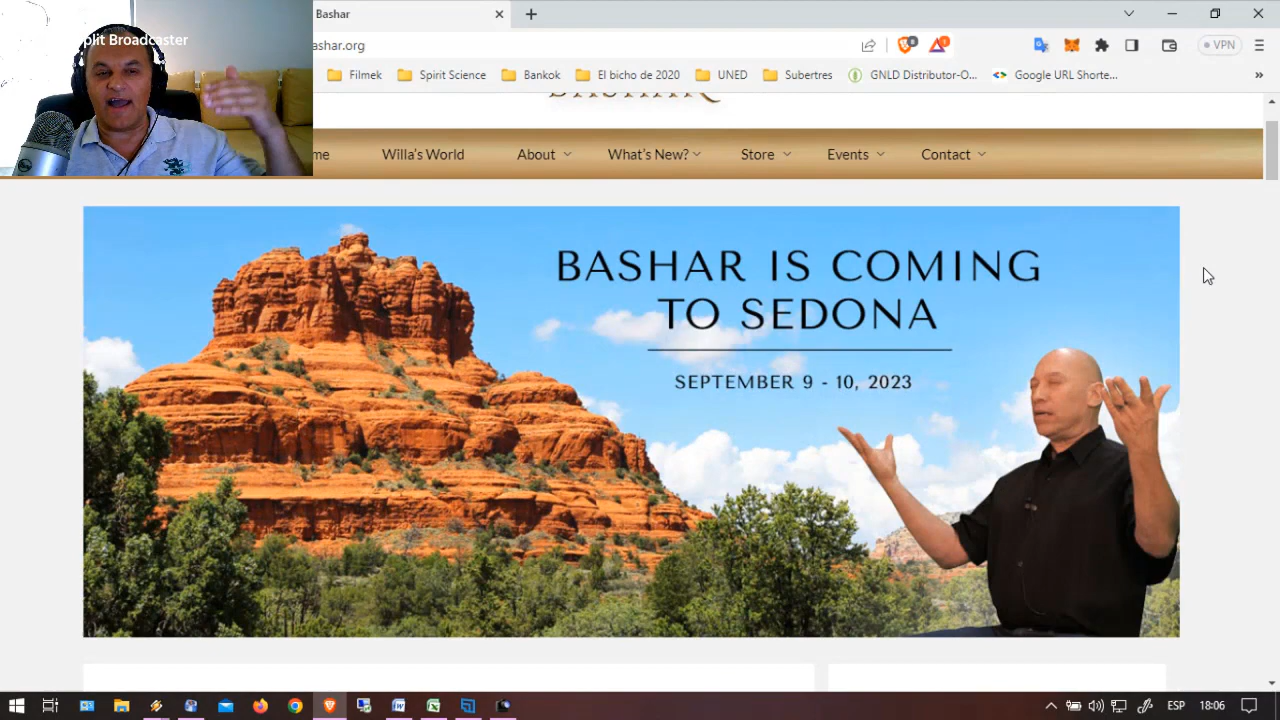 Bashar
plit Broadcaster
ashar.org
VPN
Filmek
Spirit Science
Bankok
El bicho de 2020
UNED
Subertres
GNLD Distributor-O...
Google URL Shorte...
»
me
Willa's World
About
What's New?
Store
Events
Contact
BASHAR IS COMING
TO SEDONA
SEPTEMBER 9 - 10, 2023
ESP
18:06